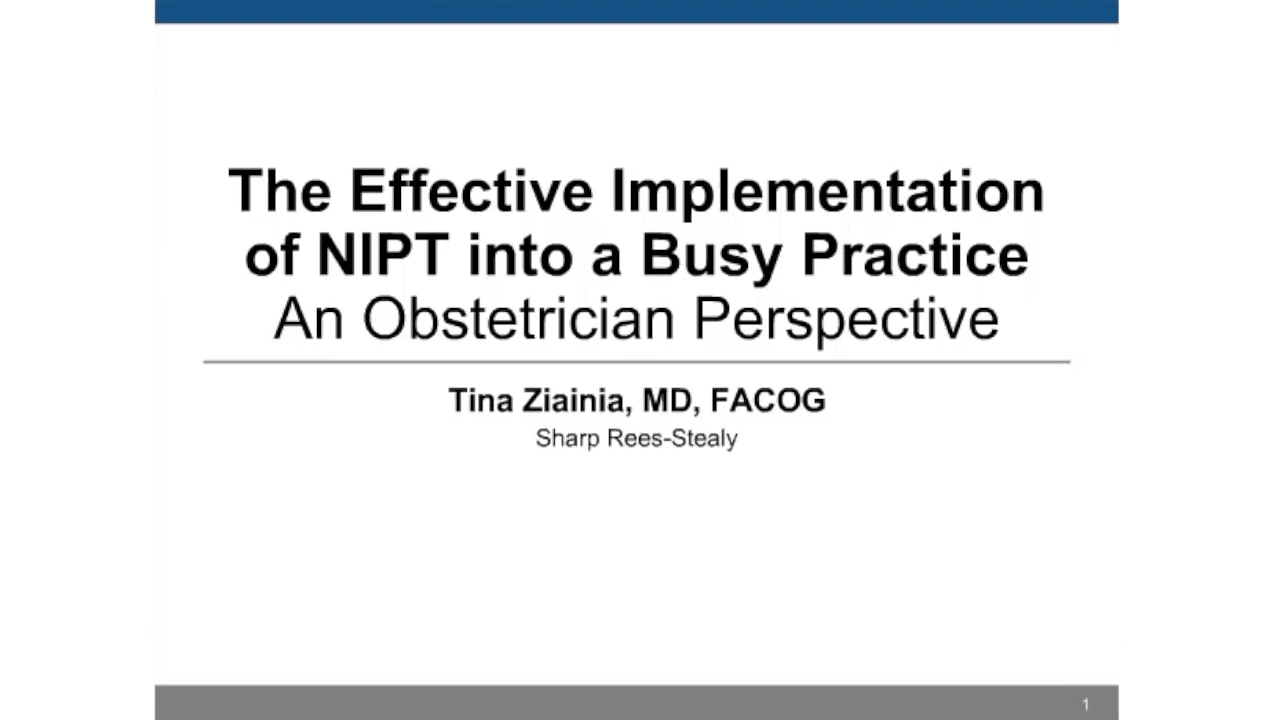 The Effective Implementation
of NIPT into a Busy Practice
An Obstetrician Perspective
Tina Ziainia, MD, FACOG
Sharp Rees-Stealy
1